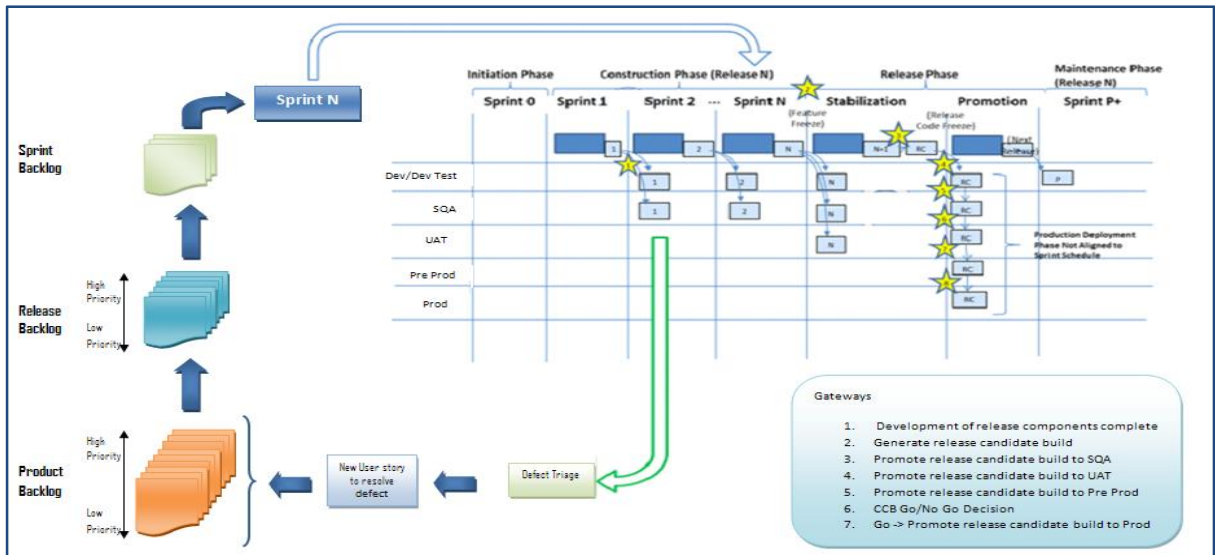 Sprint N
Initiation Phase
Construction Phase (Release N)
Release Phase
Maintenance Phase
(Release N)
Sprint 0
Sprint 1
Sprint 2
...
Sprint N
Stabilization
Promotion
Sprint P+
2
(Feature
Freeze)
(Release
Code Freeze)
(Next
Release)
1
2
N
N+1
RC
Dev/Dev Test
1
2
N
RC
P
SQA
1
2
N
RC
UAT
N
RC
Pre Prod
RC
Prod
RC
Production Deployment
Phase Not Aligned to
Sprint Schedule
Sprint
Backlog
Release
Backlog
High
Priority
Low
Priority
Product
Backlog
High
Priority
Low
Priority
New User story
to resolve
defect
Defect Triage
Gateways
1. Development of release components complete
2. Generate release candidate build
3. Promote release candidate build to SQA
4. Promote release candidate build to UAT
5. Promote release candidate build to Pre Prod
6. CCB Go/No Go Decision
7. Go -> Promote release candidate build to Prod